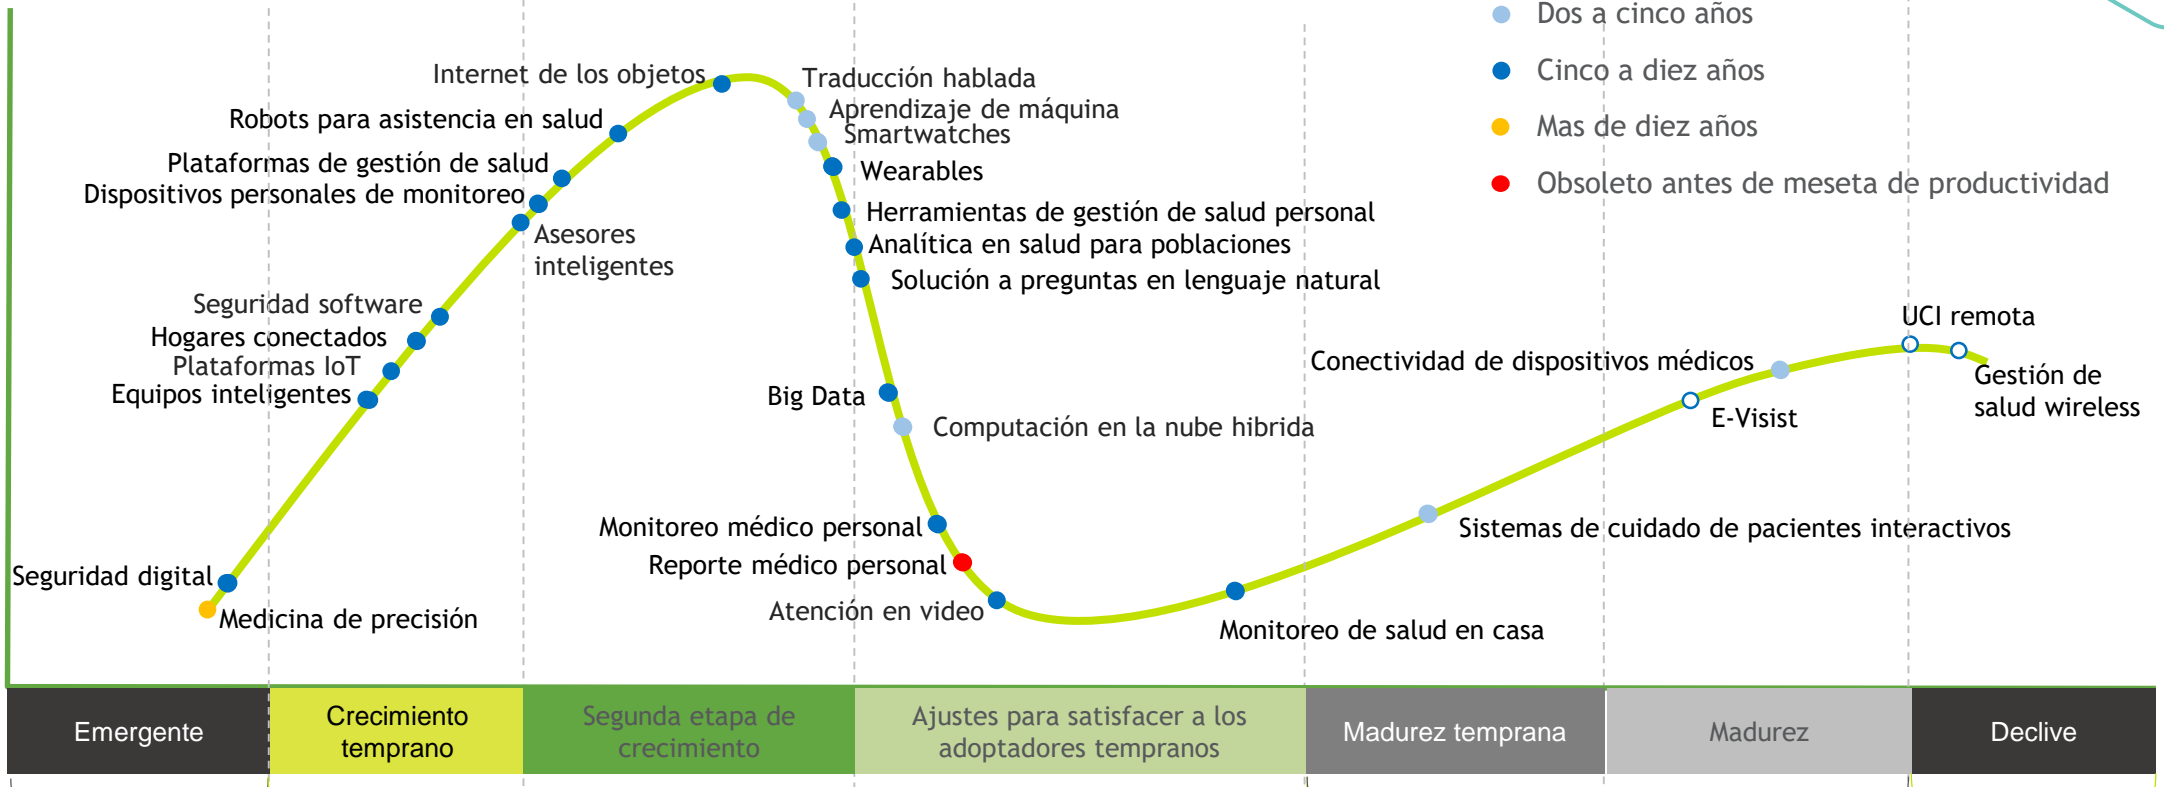 Dos a cinco años
Cinco a diez años
Mas de diez años
Obsoleto antes de meseta de productividad
Internet de los objetos
Robots para asistencia en salud
Plataformas de gestión de salud
Dispositivos personales de monitoreo
Asesores
inteligentes
Seguridad software
Hogares conectados
Plataformas IoT
Equipos inteligentes
Seguridad digital
Medicina de precisión
Traducción hablada
Aprendizaje de máquina
Smartwatches
Wearables
Herramientas de gestión de salud personal
Analítica en salud para poblaciones
Solución a preguntas en lenguaje natural
Big Data
Computación en la nube hibrida
Monitoreo médico personal
Reporte médico personal
Atención en video
Monitoreo de salud en casa
Sistemas de cuidado de pacientes interactivos
Conectividad de dispositivos médicos
E-Visist
UCI remota
Gestión de
salud wireless
Emergente
Crecimiento
temprano
Segunda etapa de
crecimiento
Ajustes para satisfacer a los
adoptadores tempranos
Madurez temprana
Madurez
Declive